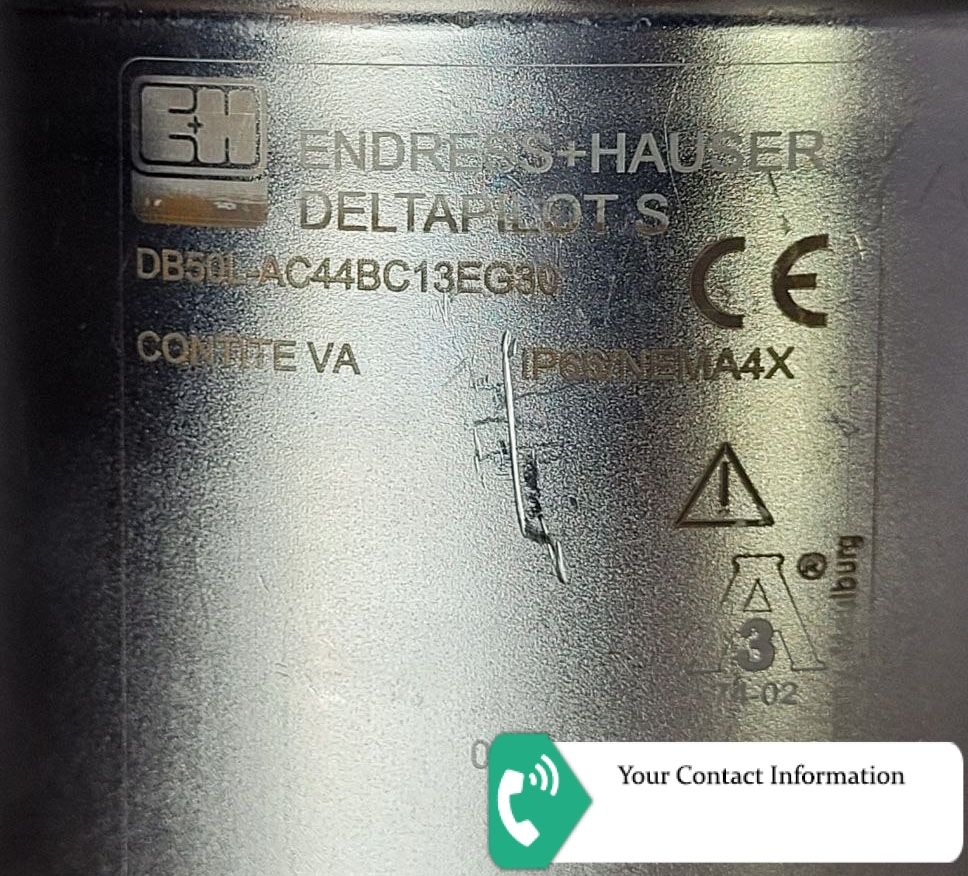 E+H
ENDRESS+HAUSER
DELTAPILOT S
DB50L-AC44BC13EG30
CE
CONTITE VA
IP68/NEMA4X
A
3
®
74-02
Your Contact Information